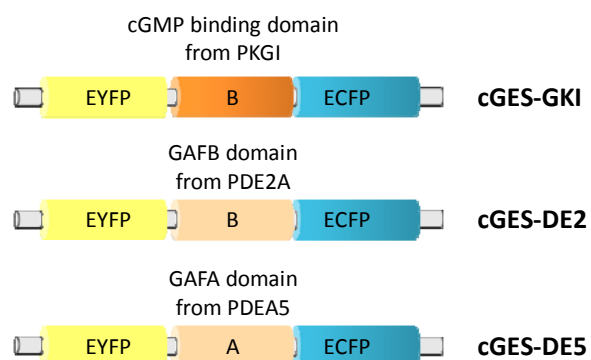 cGMP binding domain
from PKGI
EYFP B ECFP cGES-GKI
GAFB domain
from PDE2A
EYFP B ECFP cGES-DE2
GAFA domain
from PDEA5
EYFP A ECFP cGES-DE5